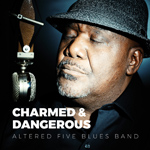 CHARMED &
DANGEROUS
ALTERED FIVE BLUES BAND